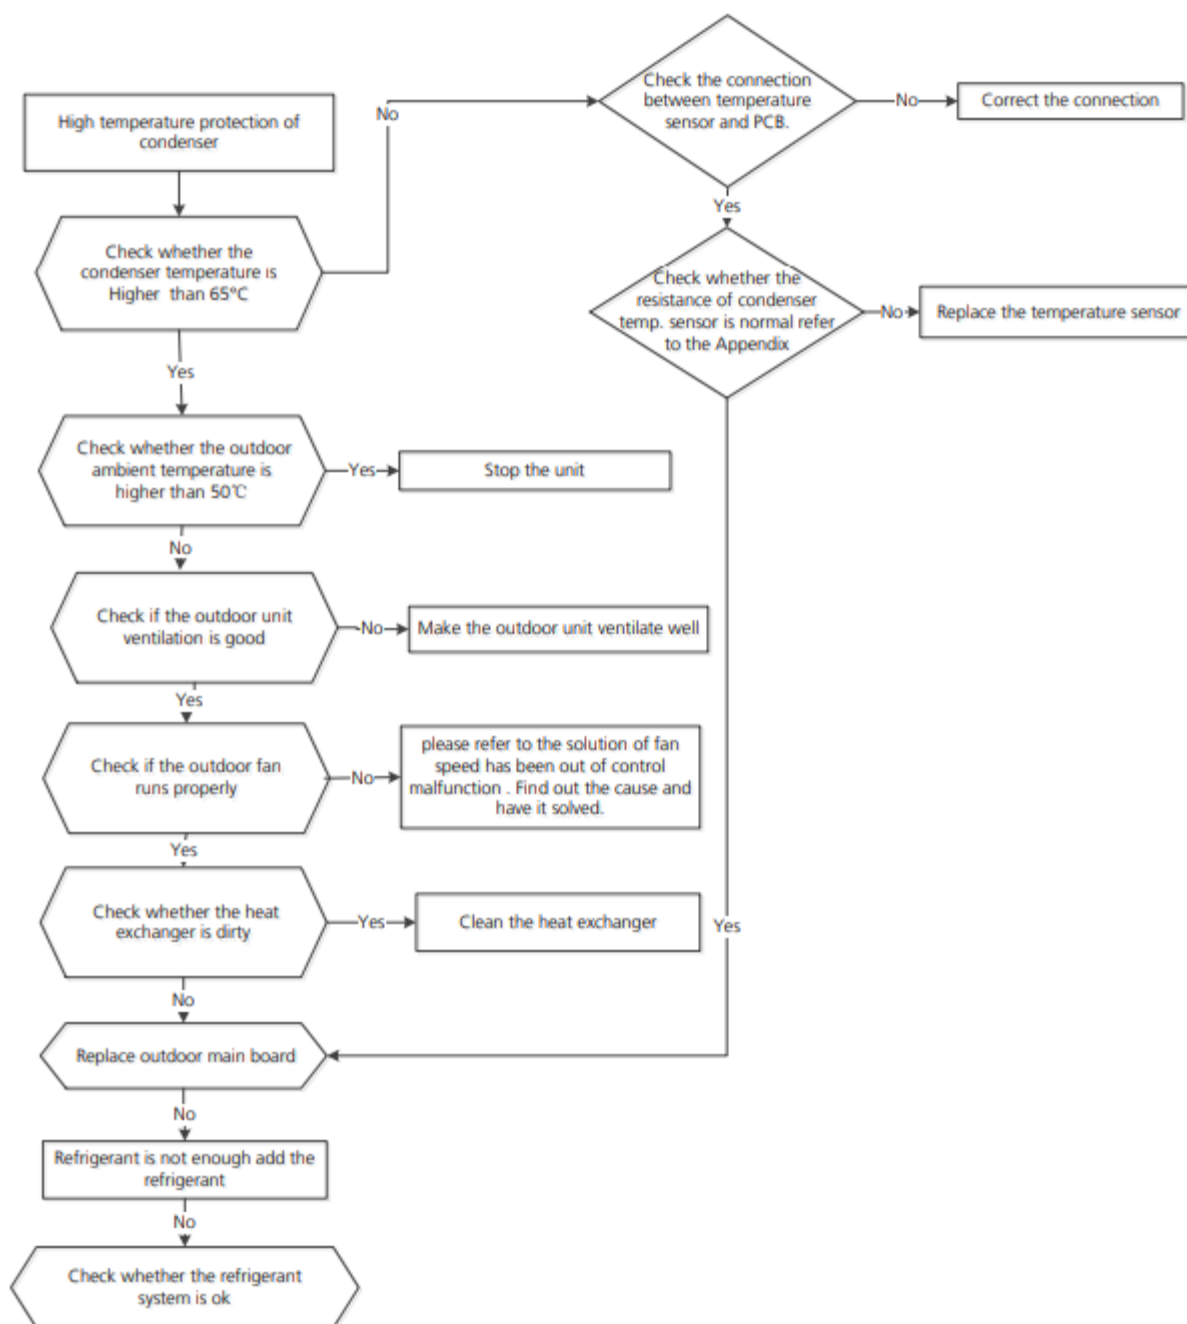 High temperature protection of
condenser
No
Check the connection
between temperature
sensor and PCB.
No
Correct the connection
Yes
Check whether the
condenser temperature is
Higher than 65°C
Check whether the
resistance of condenser
temp. sensor is normal refer
to the Appendix
No
Replace the temperature sensor
Yes
Check whether the outdoor
ambient temperature is
higher than 50℃
Yes
Stop the unit
No
Check if the outdoor unit
ventilation is good
No
Make the outdoor unit ventilate well
Yes
Check if the outdoor fan
runs properly
No
please refer to the solution of fan
speed has been out of control
malfunction . Find out the cause and
have it solved.
Yes
Check whether the heat
exchanger is dirty
Yes
Clean the heat exchanger
Yes
No
Replace outdoor main board
No
Refrigerant is not enough add the
refrigerant
No
Check whether the refrigerant
system is ok